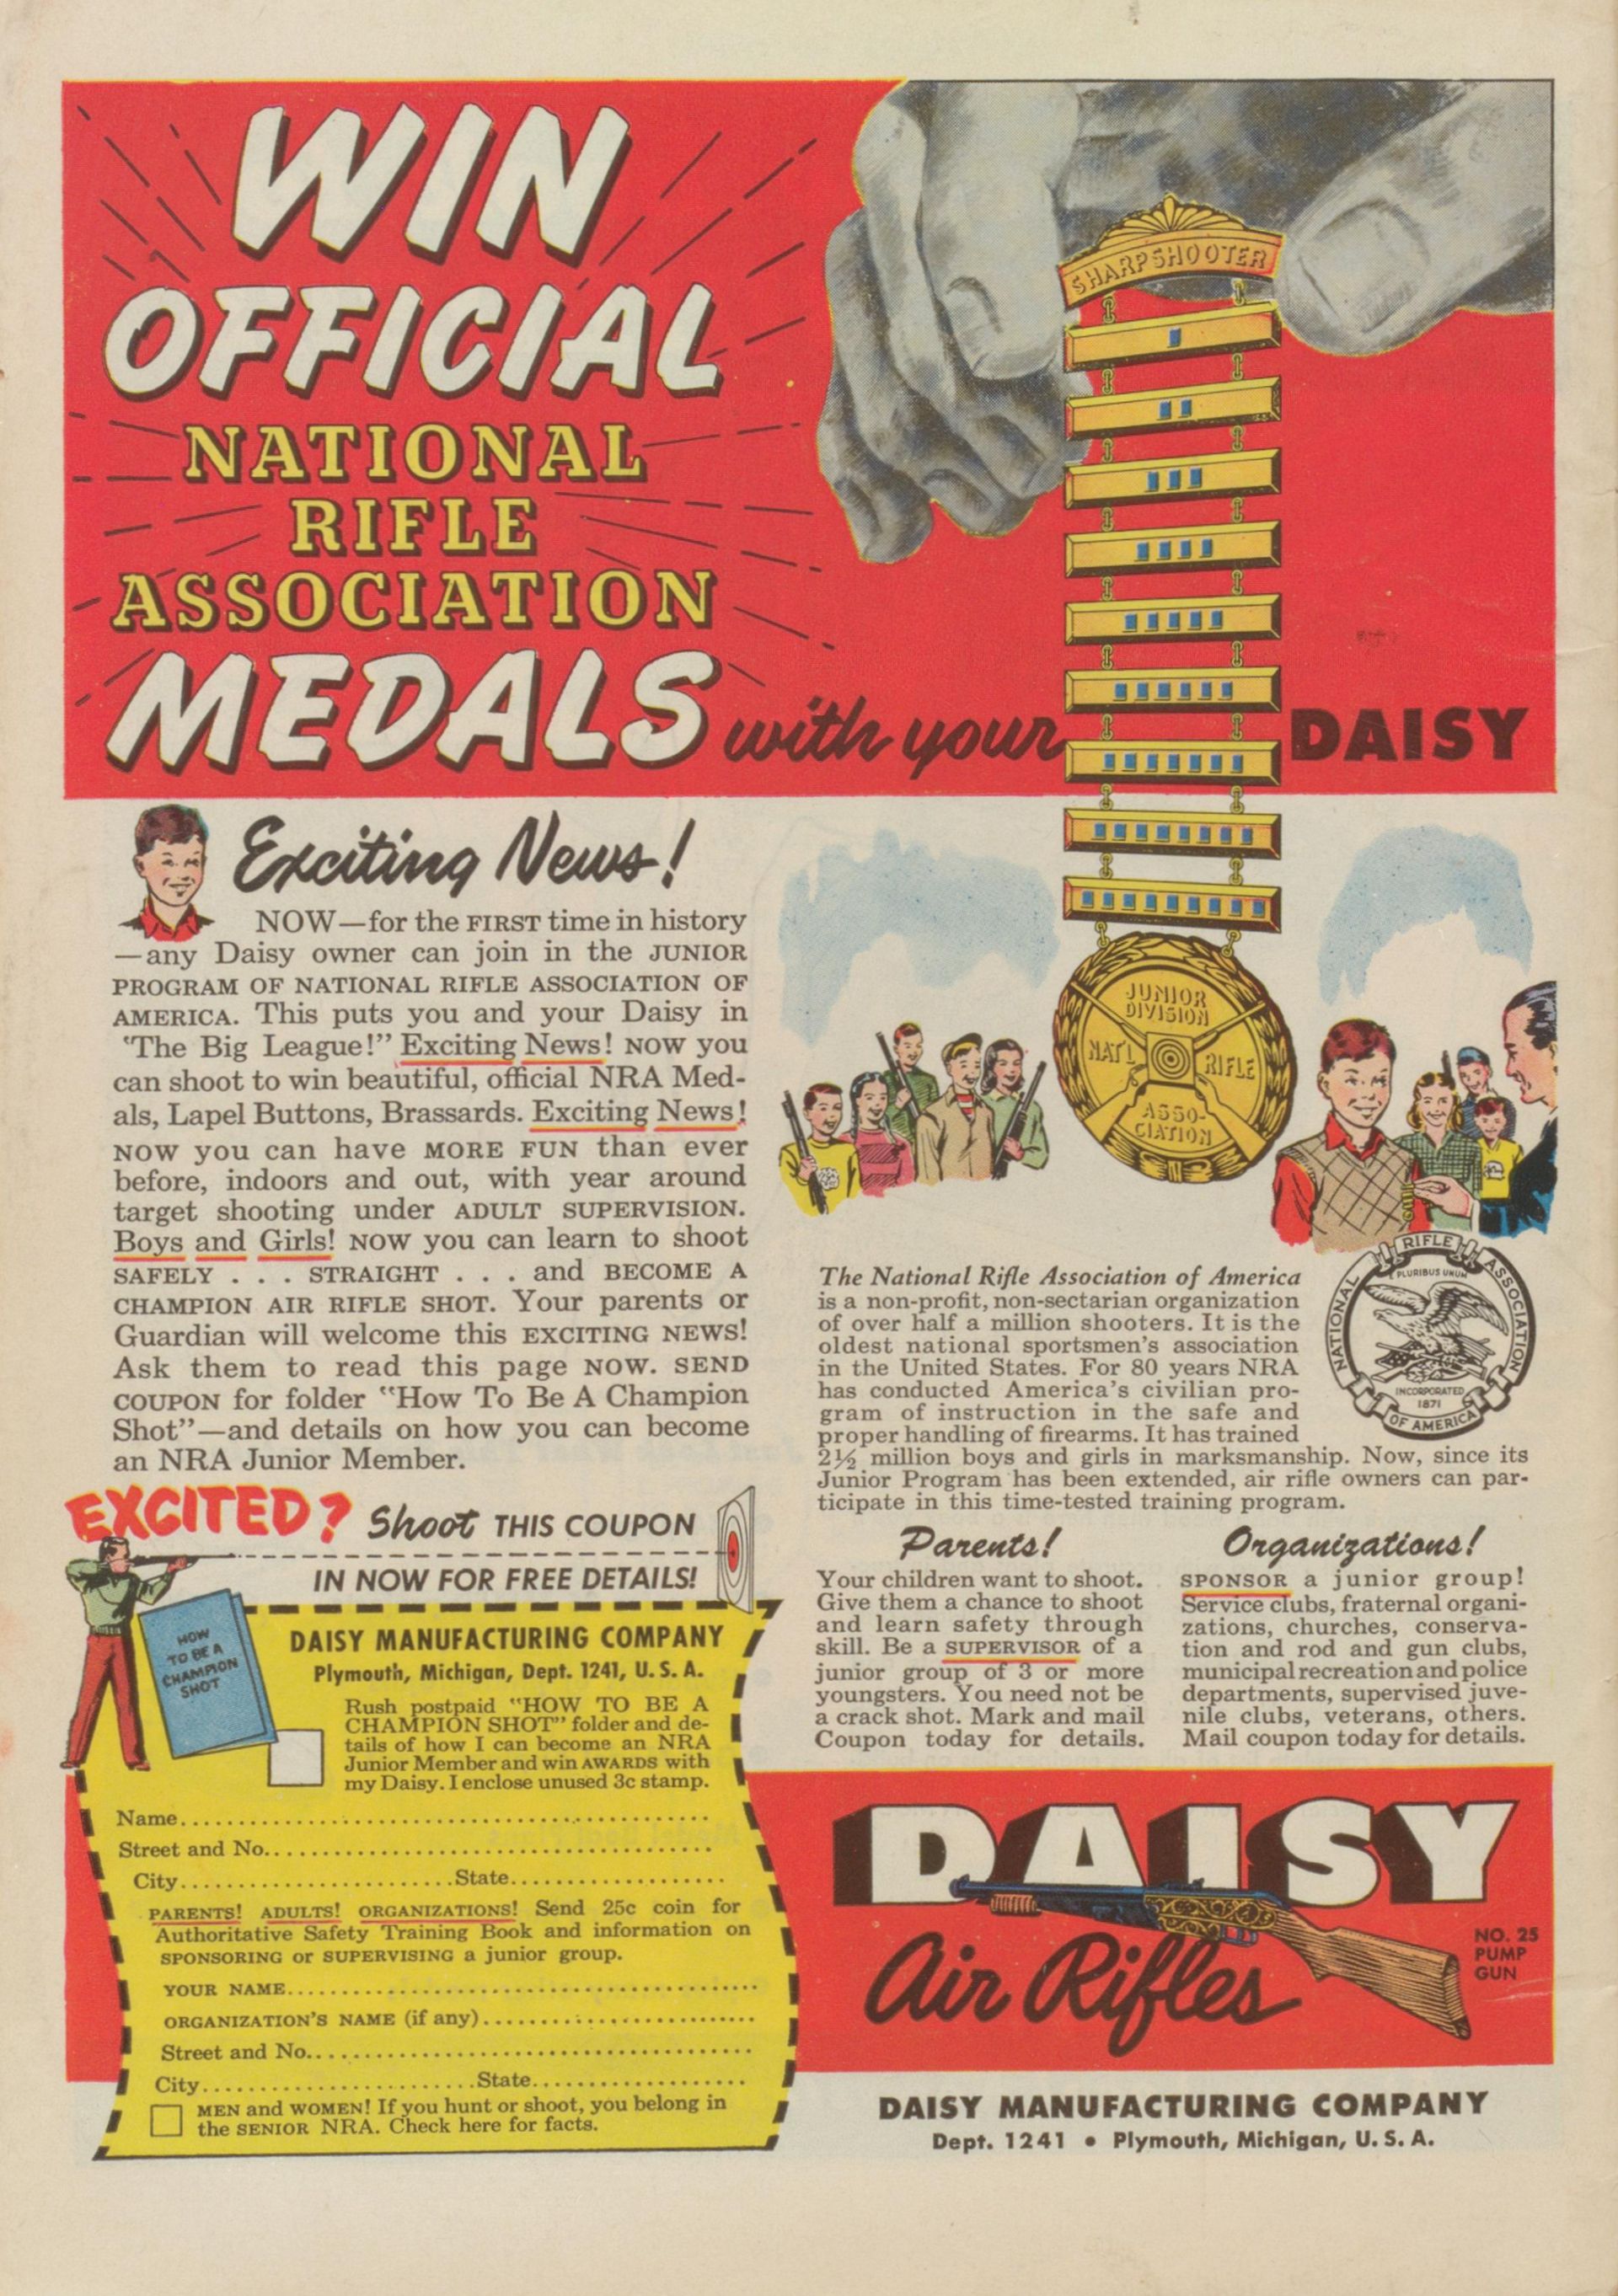 WIN
OFFICIAL
NATIONAL
RIFLE
ASSOCIATION
MEDALS with your DAISY
SHARPSHOOTER
JUNIOR
DIVISION
NAT'L RIFLE
ASSO-
CIATION
Exciting News!
NOW—for the FIRST time in history
—any Daisy owner can join in the JUNIOR
PROGRAM OF NATIONAL RIFLE ASSOCIATION OF
AMERICA. This puts you and your Daisy in
‘The Big League!” Exciting News! NOW you
can shoot to win beautiful, official NRA Med-
als, Lapel Buttons, Brassards. Exciting News!
NOW you can have MORE FUN than ever
before, indoors and out, with year around
target shooting under ADULT SUPERVISION.
Boys and Girls! NOW you can learn to shoot
SAFELY . . . STRAIGHT . . . and BECOME A
CHAMPION AIR RIFLE SHOT. Your parents or
Guardian will welcome this EXCITING NEWS!
Ask them to read this page NOW. SEND
COUPON for folder “How To Be A Champion
Shot”—and details on how you can become
an NRA Junior Member.
The National Rifle Association of America
is a non-profit, non-sectarian organization
of over half a million shooters. It is the
oldest national sportsmen's association
in the United States. For 80 years NRA
has conducted America's civilian pro-
gram of instruction in the safe and
proper handling of firearms. It has trained
2½ million boys and girls in marksmanship. Now, since its
Junior Program has been extended, air rifle owners can par-
ticipate in this time-tested training program.
NATIONAL RIFLE ASSOCIATION
OF AMERICA
PLURIBUS UNUM
INCORPORATED
1871
Parents!
Your children want to shoot.
Give them a chance to shoot
and learn safety through
skill. Be a SUPERVISOR of a
junior group of 3 or more
youngsters. You need not be
a crack shot. Mark and mail
Coupon today for details.
Organizations!
SPONSOR a junior group!
Service clubs, fraternal organi-
zations, churches, conserva-
tion and rod and gun clubs,
municipal recreation and police
departments, supervised juve-
nile clubs, veterans, others.
Mail coupon today for details.
EXCITED? Shoot THIS COUPON
IN NOW FOR FREE DETAILS!
HOW
TO BE A
CHAMPION
SHOT
DAISY MANUFACTURING COMPANY
Plymouth, Michigan, Dept. 1241, U. S. A.
Rush postpaid “HOW TO BE A
CHAMPION SHOT” folder and de-
tails of how I can become an NRA
Junior Member and win AWARDS with
my Daisy. I enclose unused 3c stamp.
Name
Street and No.
City State
PARENTS! ADULTS! ORGANIZATIONS! Send 25c coin for
Authoritative Safety Training Book and information on
SPONSORING or SUPERVISING a junior group.
YOUR NAME
ORGANIZATION'S NAME (if any)
Street and No.
City State
MEN and WOMEN! If you hunt or shoot, you belong in
the SENIOR NRA. Check here for facts.
DAISY
Air Rifles
NO. 25
PUMP
GUN
DAISY MANUFACTURING COMPANY
Dept. 1241 • Plymouth, Michigan, U. S. A.